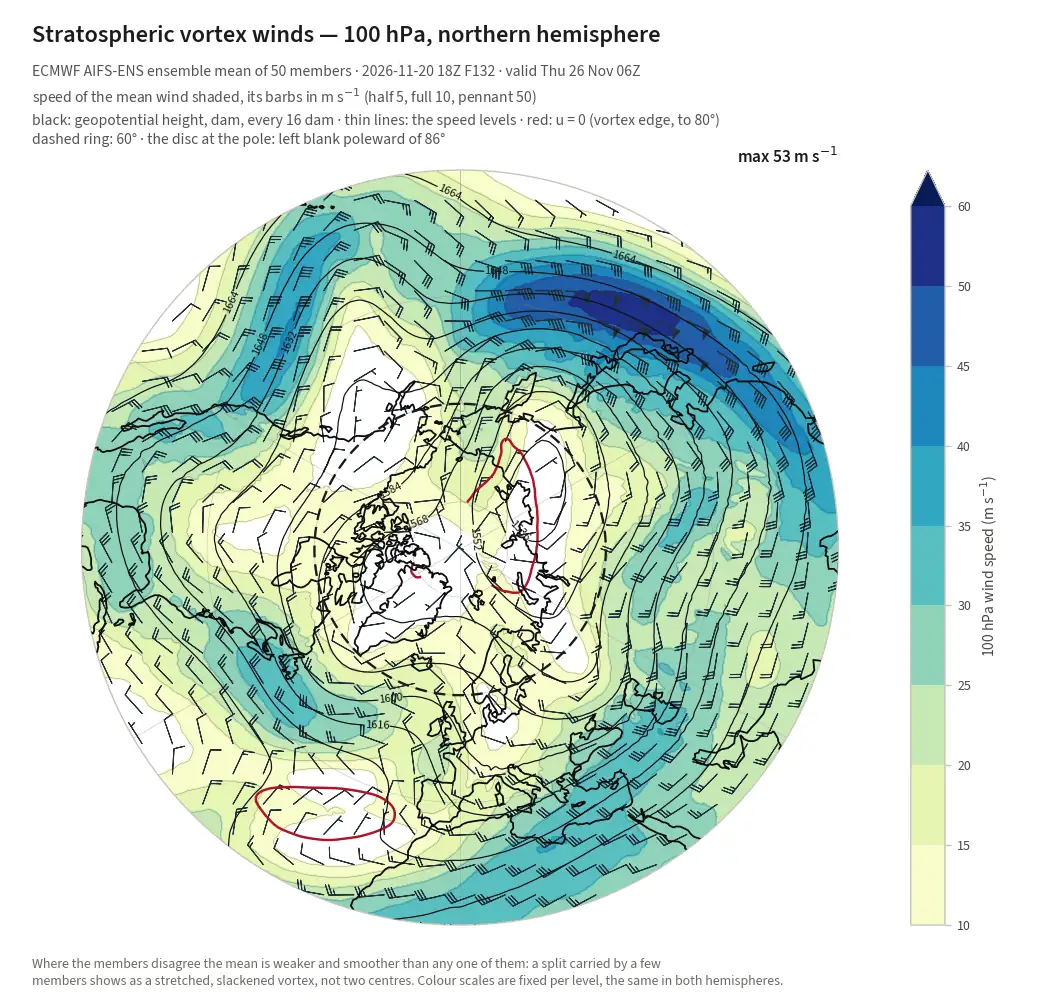 Stratospheric vortex winds — 100 hPa, northern hemisphere
ECMWF AIFS-ENS ensemble mean of 50 members · 2026-11-20 18Z F132 · valid Thu 26 Nov 06Z
speed of the mean wind shaded, its barbs in m s⁻¹ (half 5, full 10, pennant 50)
black: geopotential height, dam, every 16 dam · thin lines: the speed levels · red: u = 0 (vortex edge, to 80°)
dashed ring: 60° · the disc at the pole: left blank poleward of 86°
max 53 m s⁻¹
1664
1664
1648
1664
1648
1632
1584
1568
1552
1600
1616
60
50
45
40
35
30
25
20
15
10
100 hPa wind speed (m s⁻¹)
Where the members disagree the mean is weaker and smoother than any one of them: a split carried by a few
members shows as a stretched, slackened vortex, not two centres. Colour scales are fixed per level, the same in both hemispheres.